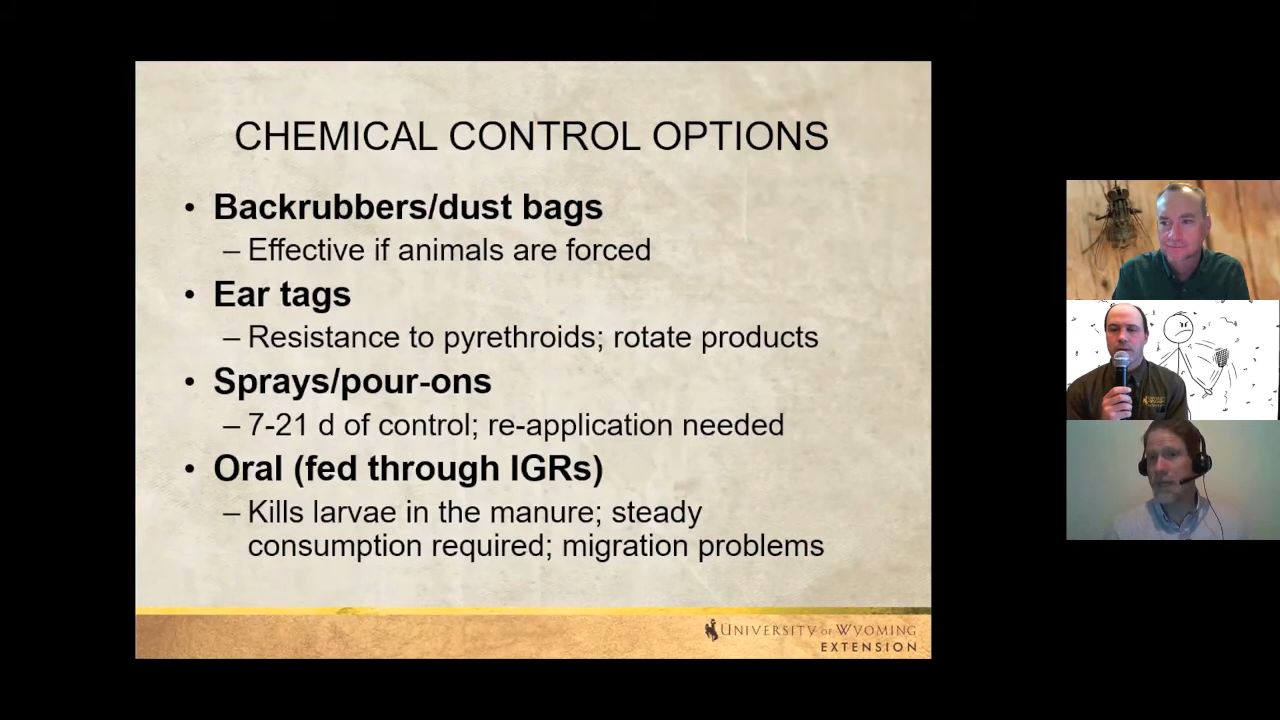 CHEMICAL CONTROL OPTIONS
• Backrubbers/dust bags
– Effective if animals are forced
• Ear tags
– Resistance to pyrethroids; rotate products
• Sprays/pour-ons
– 7-21 d of control; re-application needed
• Oral (fed through IGRs)
– Kills larvae in the manure; steady
consumption required; migration problems
UNIVERSITY OF WYOMING
EXTENSION